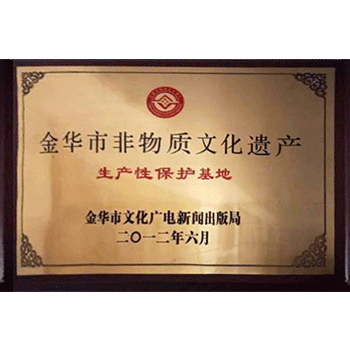 金华市非物质文化遗产
生产性保护基地
金华市文化广电新闻出版局
二〇一二年六月